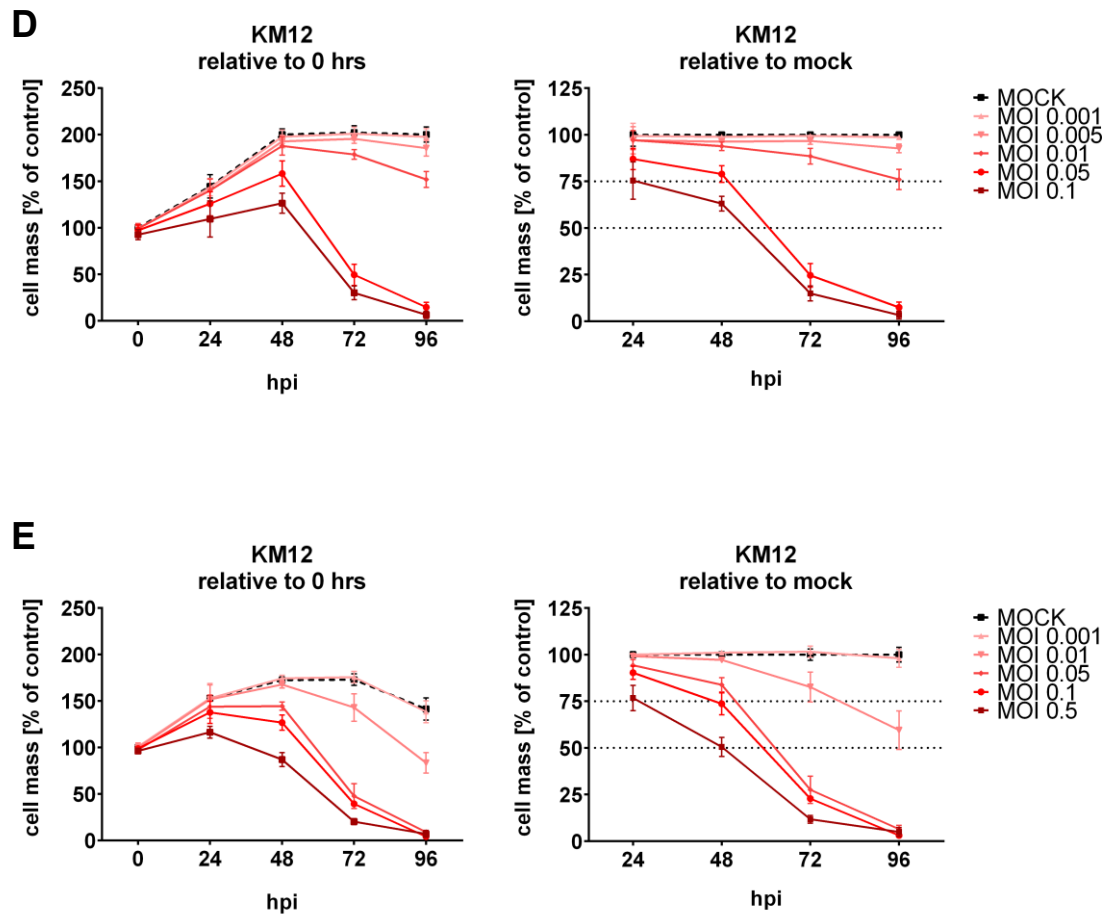 D
KM12
relative to 0 hrs
cell mass [% of control]
250
200
150
100
50
0
0 24 48 72 96
hpi
KM12
relative to mock
cell mass [% of control]
125
100
75
50
25
0
24 48 72 96
hpi
MOCK
MOI 0.001
MOI 0.005
MOI 0.01
MOI 0.05
MOI 0.1
E
KM12
relative to 0 hrs
cell mass [% of control]
250
200
150
100
50
0
0 24 48 72 96
hpi
KM12
relative to mock
cell mass [% of control]
125
100
75
50
25
0
24 48 72 96
hpi
MOCK
MOI 0.001
MOI 0.01
MOI 0.05
MOI 0.1
MOI 0.5